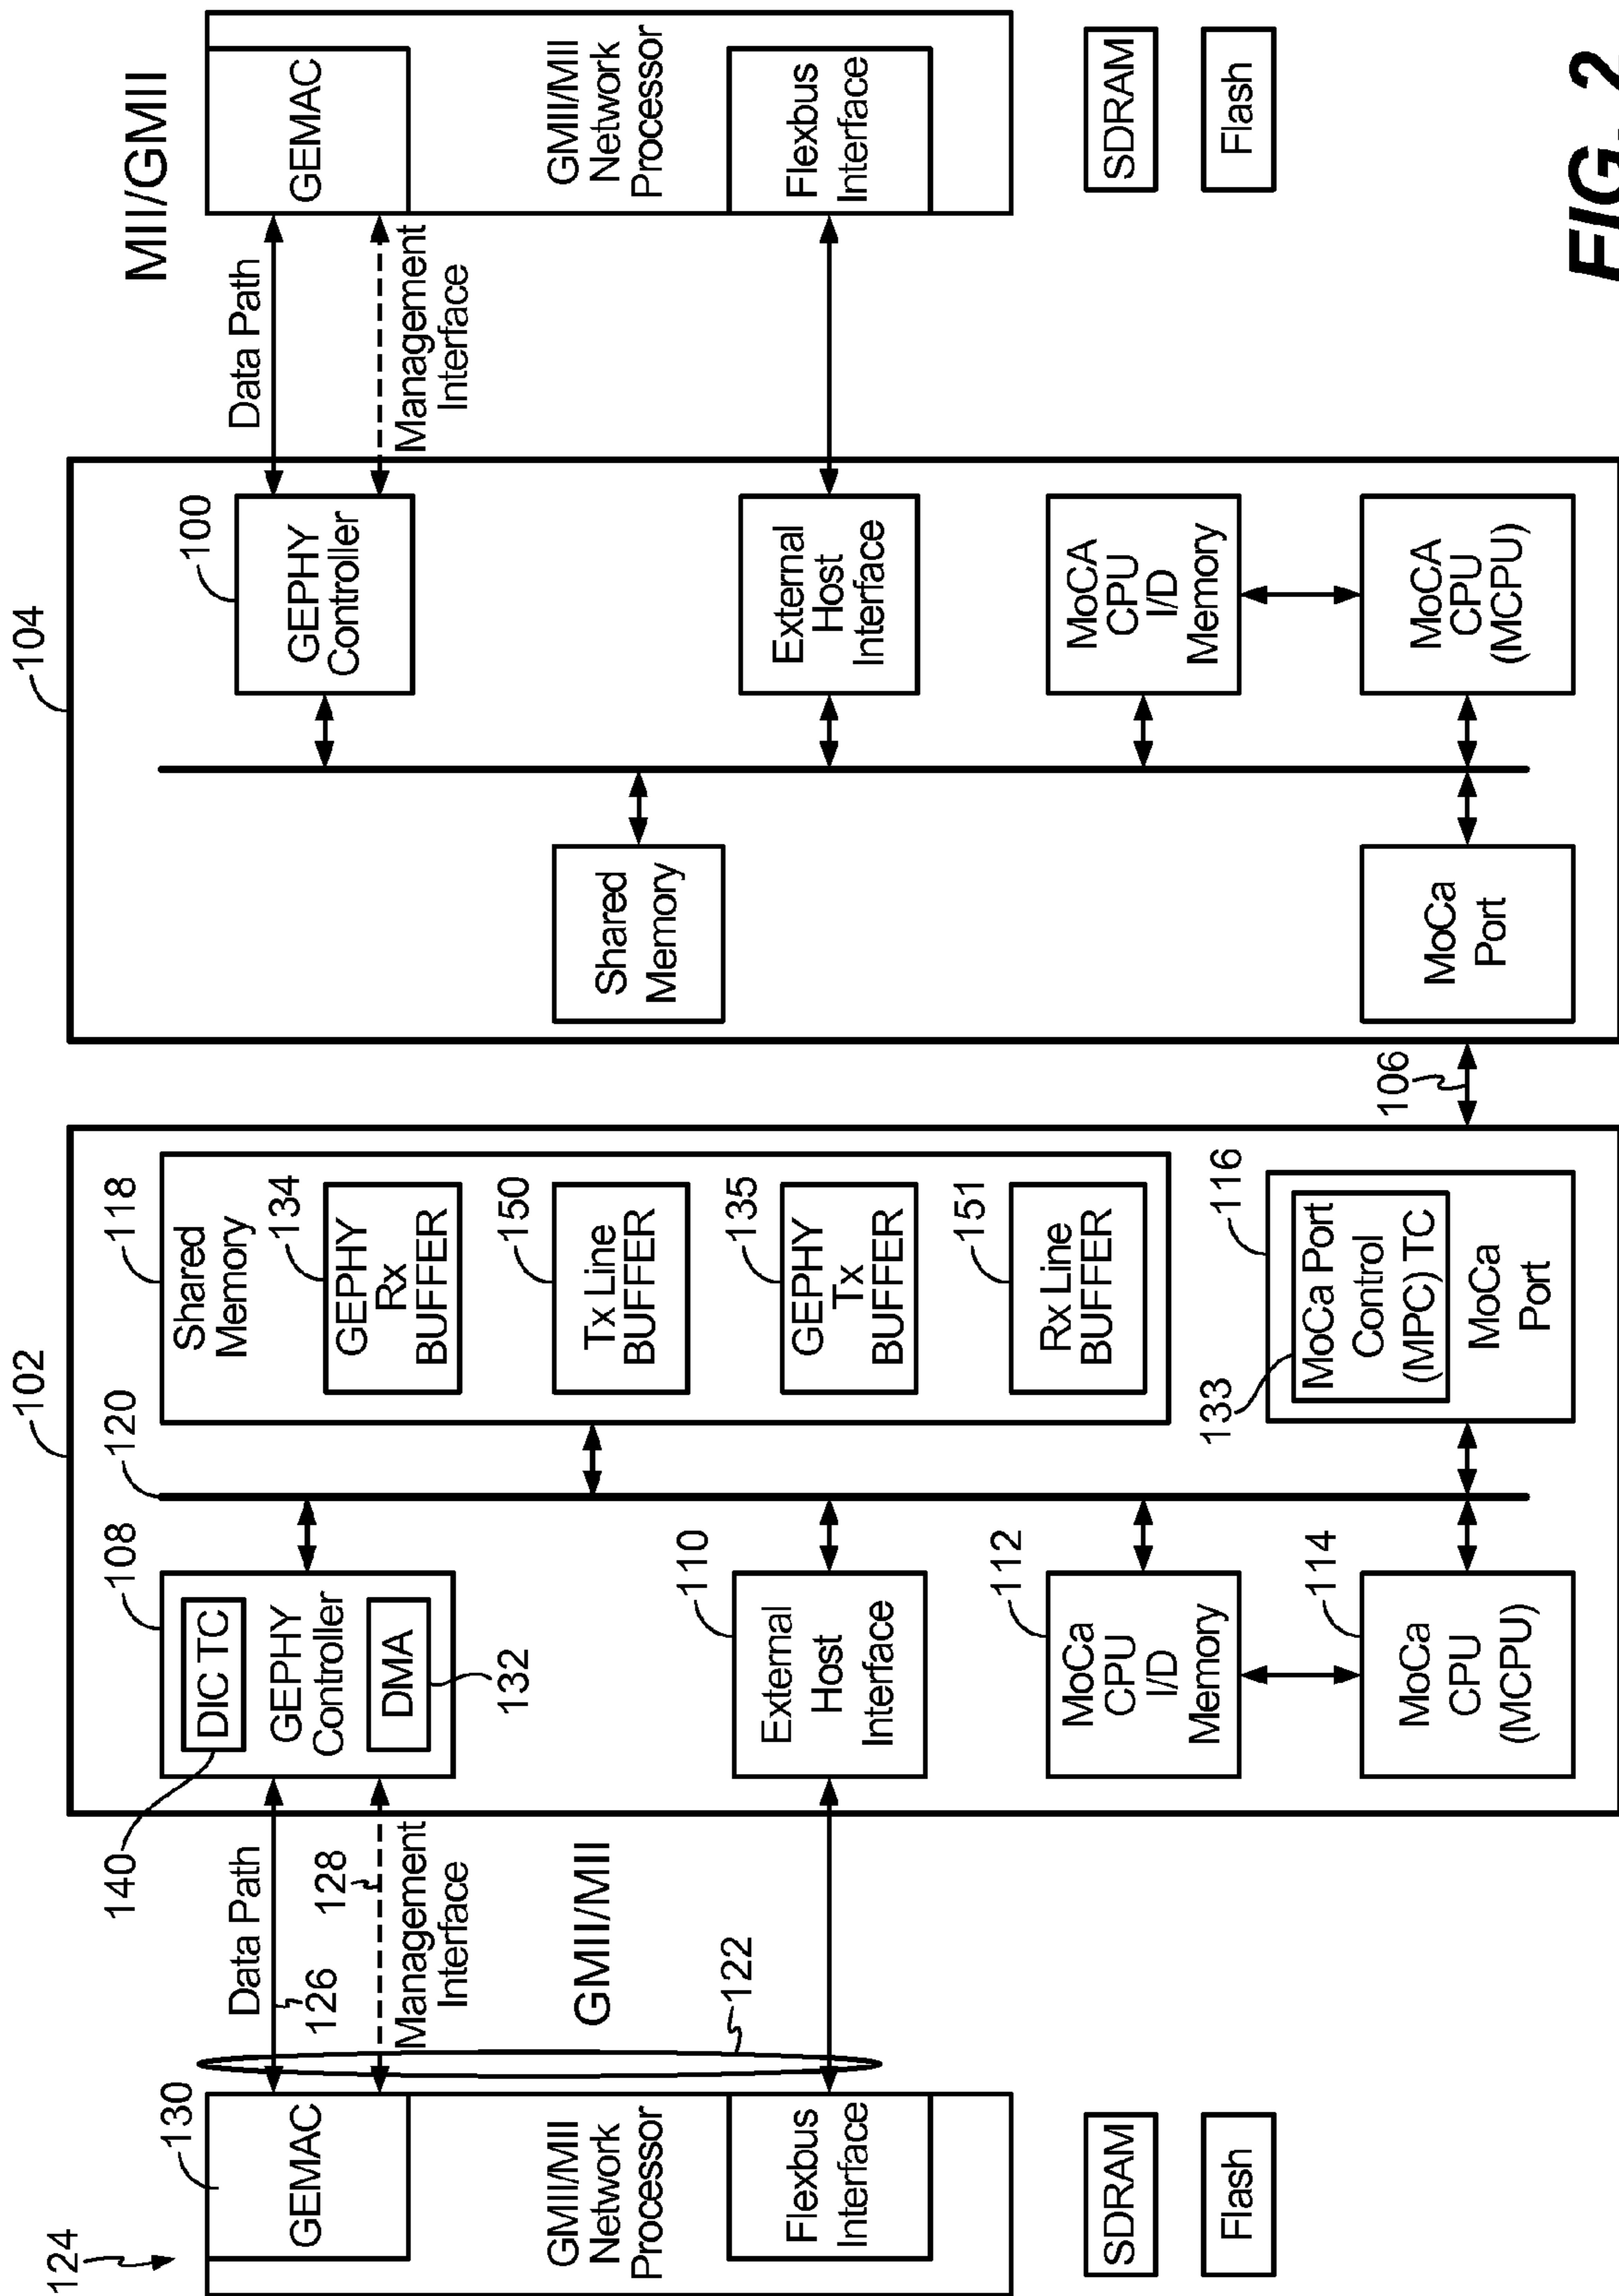 124
130
GEMAC
GMII/MII
Network
Processor
Flexbus
Interface
SDRAM
Flash
Data Path
126
128
Management
Interface
GMII/MII
122
102
120
140
108
DIC TC
GEPHY
Controller
DMA
132
110
External
Host
Interface
112
MoCa
CPU
I/D
Memory
114
MoCa
CPU
(MCPU)
118
Shared
Memory
134
GEPHY
Rx
BUFFER
150
Tx Line
BUFFER
135
GEPHY
Tx
BUFFER
151
Rx Line
BUFFER
116
133
MoCa Port
Control
(MPC) TC
MoCa
Port
106
104
Shared
Memory
MoCa
Port
100
GEPHY
Controller
External
Host
Interface
MoCA
CPU
I/D
Memory
MoCA
CPU
(MCPU)
Data Path
Management
Interface
MII/GMII
GEMAC
GMII/MII
Network
Processor
Flexbus
Interface
SDRAM
Flash
FIG. 2